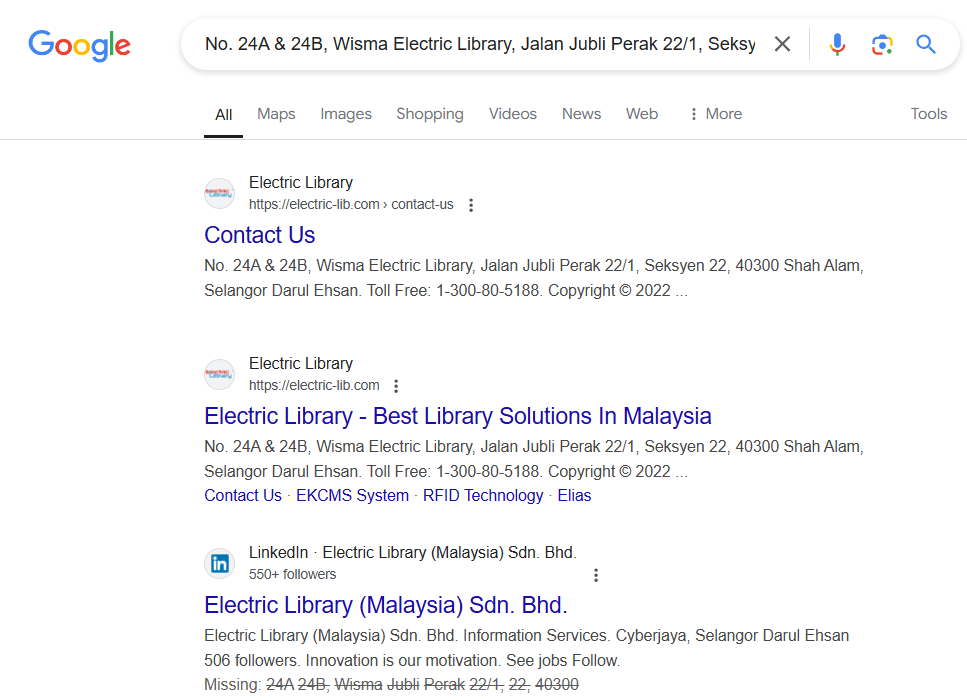 Google
No. 24A & 24B, Wisma Electric Library, Jalan Jubli Perak 22/1, Seksy
All Maps Images Shopping Videos News Web More Tools
Electric Library
https://electric-lib.com › contact-us
Contact Us
No. 24A & 24B, Wisma Electric Library, Jalan Jubli Perak 22/1, Seksyen 22, 40300 Shah Alam,
Selangor Darul Ehsan. Toll Free: 1-300-80-5188. Copyright © 2022 ...
Electric Library
https://electric-lib.com
Electric Library - Best Library Solutions In Malaysia
No. 24A & 24B, Wisma Electric Library, Jalan Jubli Perak 22/1, Seksyen 22, 40300 Shah Alam,
Selangor Darul Ehsan. Toll Free: 1-300-80-5188. Copyright © 2022 ...
Contact Us · EKCMS System · RFID Technology · Elias
in
LinkedIn · Electric Library (Malaysia) Sdn. Bhd.
550+ followers
Electric Library (Malaysia) Sdn. Bhd.
Electric Library (Malaysia) Sdn. Bhd. Information Services. Cyberjaya, Selangor Darul Ehsan
506 followers. Innovation is our motivation. See jobs Follow.
Missing: 24A 24B, Wisma Jubli Perak 22/1, 22, 40300